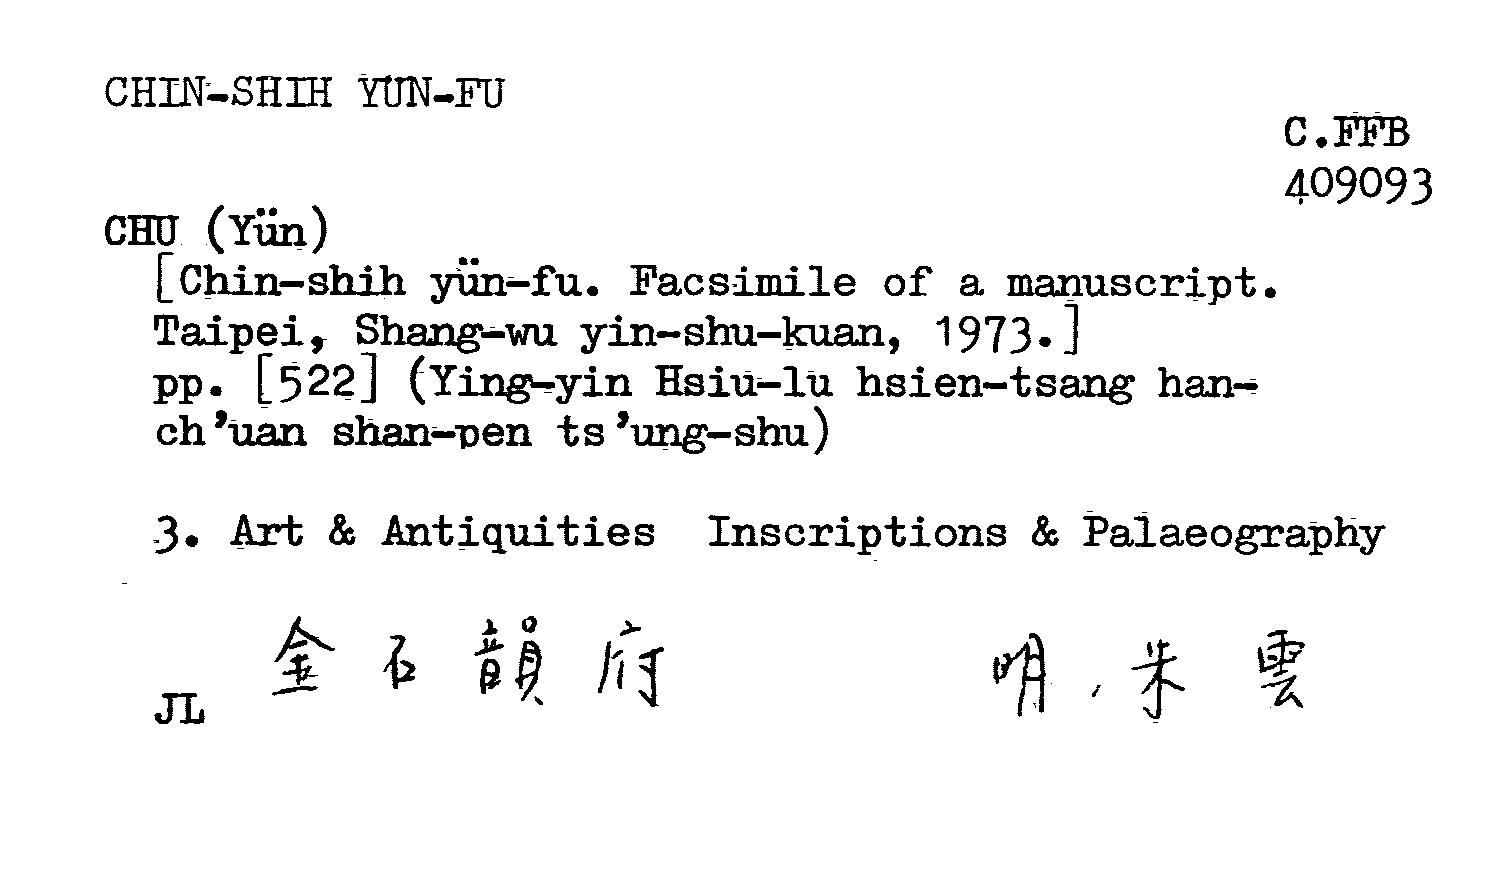 CHIN-SHIH YUN-FU
C.FFB
409093
CHU (Yün)
[Chin-shih yün-fu. Facsimile of a manuscript.
Taipei, Shang-wu yin-shu-kuan, 1973.]
pp. [522] (Ying-yin Hsiu-lu hsien-tsang han-
ch'uan shan-pen ts'ung-shu)
3. Art & Antiquities Inscriptions & Palaeography
金石韻府 明，朱雲
JL